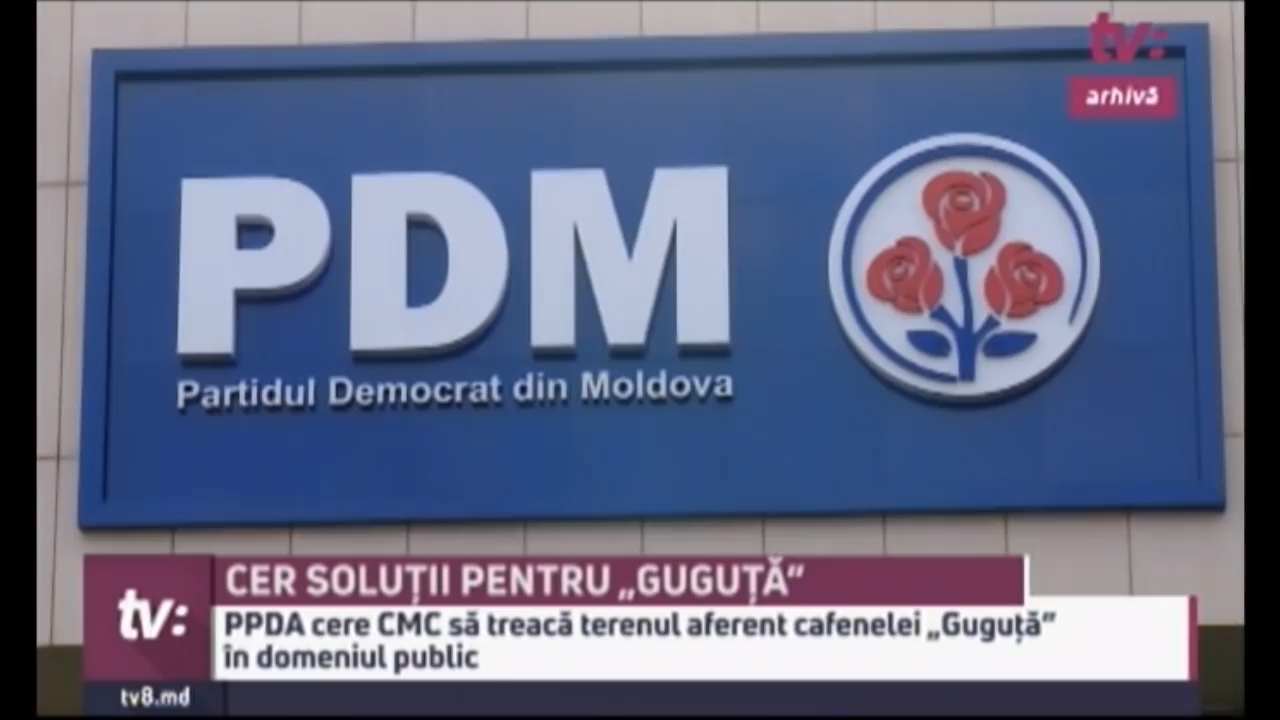 tv:
arhivă
PDM
Partidul Democrat din Moldova
tv:
CER SOLUȚII PENTRU „GUGUȚĂ”
PPDA cere CMC să treacă terenul aferent cafenelei „Guguță”
în domeniul public
tv8.md